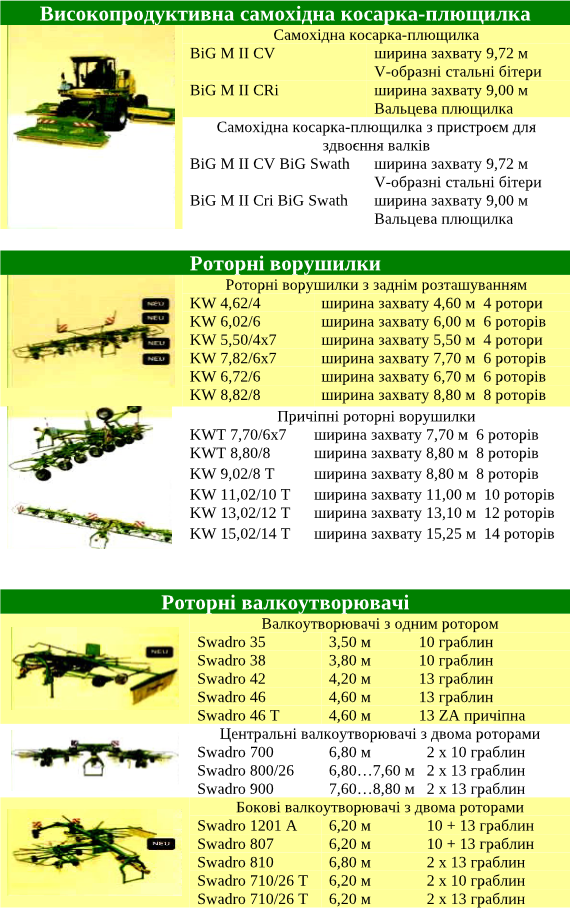 Високопродуктивна самохідна косарка-плющилка
Самохідна косарка-плющилка
BiG M II CV ширина захвату 9,72 м
V-образні стальні бітери
BiG M II CRi ширина захвату 9,00 м
Вальцева плющилка
Самохідна косарка-плющилка з пристроєм для
здвоєння валків
BiG M II CV BiG Swath ширина захвату 9,72 м
V-образні стальні бітери
BiG M II Cri BiG Swath ширина захвату 9,00 м
Вальцева плющилка
Роторні ворушилки
Роторні ворушилки з заднім розташуванням
NEU
KW 4,62/4 ширина захвату 4,60 м 4 ротори
NEU
KW 6,02/6 ширина захвату 6,00 м 6 роторів
NEU
KW 5,50/4x7 ширина захвату 5,50 м 4 ротори
NEU
KW 7,82/6x7 ширина захвату 7,70 м 6 роторів
KW 6,72/6 ширина захвату 6,70 м 6 роторів
KW 8,82/8 ширина захвату 8,80 м 8 роторів
Причіпні роторні ворушилки
KWT 7,70/6x7 ширина захвату 7,70 м 6 роторів
KWT 8,80/8 ширина захвату 8,80 м 8 роторів
KW 9,02/8 T ширина захвату 8,80 м 8 роторів
KW 11,02/10 T ширина захвату 11,00 м 10 роторів
KW 13,02/12 T ширина захвату 13,10 м 12 роторів
KW 15,02/14 T ширина захвату 15,25 м 14 роторів
Роторні валкоутворювачі
Валкоутворювачі з одним ротором
Swadro 35 3,50 м 10 граблин
NEU
Swadro 38 3,80 м 10 граблин
Swadro 42 4,20 м 13 граблин
Swadro 46 4,60 м 13 граблин
Swadro 46 T 4,60 м 13 ZA причіпна
Центральні валкоутворювачі з двома роторами
Swadro 700 6,80 м 2 x 10 граблин
Swadro 800/26 6,80…7,60 м 2 x 13 граблин
Swadro 900 7,60…8,80 м 2 x 13 граблин
Бокові валкоутворювачі з двома роторами
Swadro 1201 A 6,20 м 10 + 13 граблин
NEU
Swadro 807 6,20 м 10 + 13 граблин
Swadro 810 6,80 м 2 x 13 граблин
Swadro 710/26 T 6,20 м 2 x 10 граблин
Swadro 710/26 T 6,20 м 2 x 13 граблин